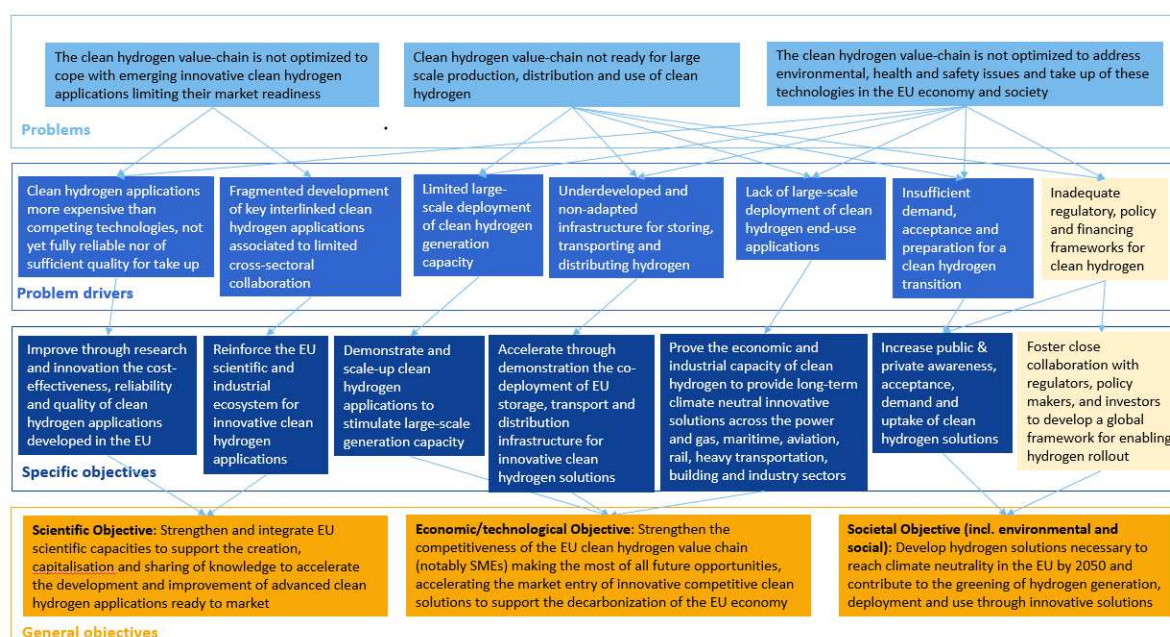 The clean hydrogen value-chain is not optimized to
cope with emerging innovative clean hydrogen
applications limiting their market readiness
Clean hydrogen value-chain not ready for large
scale production, distribution and use of clean
hydrogen
The clean hydrogen value-chain is not optimized to address
environmental, health and safety issues and take up of these
technologies in the EU economy and society
Problems
Clean hydrogen applications
more expensive than
competing technologies, not
yet fully reliable nor of
sufficient quality for take up
Fragmented development
of key interlinked clean
hydrogen applications
associated to limited
cross-sectoral
collaboration
Limited large-
scale deployment
of clean hydrogen
generation
capacity
Underdeveloped and
non-adapted
infrastructure for storing,
transporting and
distributing hydrogen
Lack of large-scale
deployment of clean
hydrogen end-use
applications
Insufficient
demand,
acceptance and
preparation for a
clean hydrogen
transition
Inadequate
regulatory, policy
and financing
frameworks for
clean hydrogen
Problem drivers
Improve through research
and innovation the cost-
effectiveness, reliability
and quality of clean
hydrogen applications
developed in the EU
Reinforce the EU
scientific and
industrial
ecosystem for
innovative clean
hydrogen
applications
Demonstrate and
scale-up clean
hydrogen
applications to
stimulate large-scale
generation capacity
Accelerate through
demonstration the co-
deployment of EU
storage, transport and
distribution
infrastructure for
innovative clean
hydrogen solutions
Prove the economic and
industrial capacity of clean
hydrogen to provide long-term
climate neutral innovative
solutions across the power
and gas, maritime, aviation,
rail, heavy transportation,
building and industry sectors
Increase public &
private awareness,
acceptance,
demand and
uptake of clean
hydrogen solutions
Foster close
collaboration with
regulators, policy
makers, and investors
to develop a global
framework for enabling
hydrogen rollout
Specific objectives
Scientific Objective: Strengthen and integrate EU
scientific capacities to support the creation,
capitalisation and sharing of knowledge to accelerate
the development and improvement of advanced clean
hydrogen applications ready to market
Economic/technological Objective: Strengthen the
competitiveness of the EU clean hydrogen value chain
(notably SMEs) making the most of all future opportunities,
accelerating the market entry of innovative competitive clean
solutions to support the decarbonization of the EU economy
Societal Objective (incl. environmental and
social): Develop hydrogen solutions necessary to
reach climate neutrality in the EU by 2050 and
contribute to the greening of hydrogen generation,
deployment and use through innovative solutions
General objectives